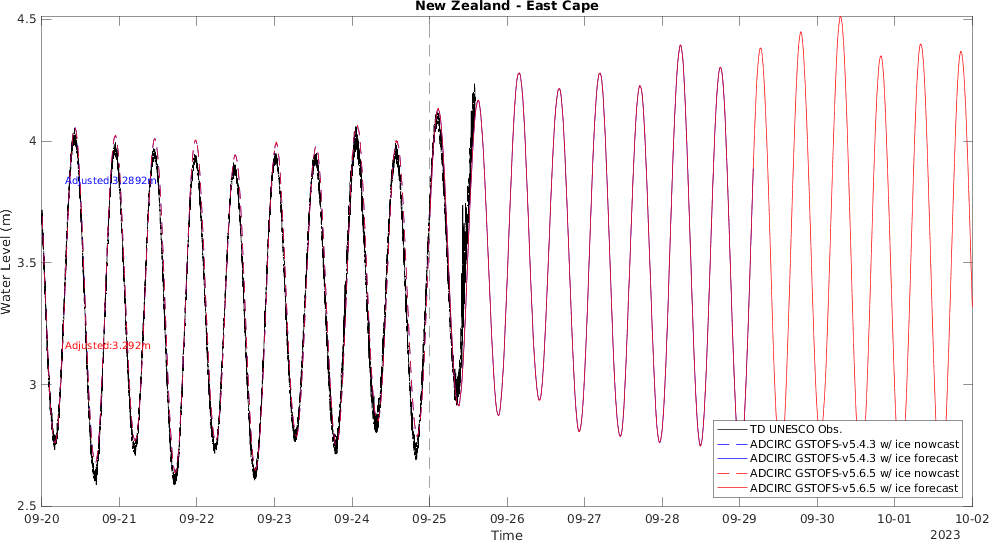 New Zealand - East Cape
Water Level (m)
4.5
4
3.5
3
2.5
Adjusted:3.2892m
Adjusted:3.292m
TD UNESCO Obs.
ADCIRC GSTOFS-v5.4.3 w/ ice nowcast
ADCIRC GSTOFS-v5.4.3 w/ ice forecast
ADCIRC GSTOFS-v5.6.5 w/ ice nowcast
ADCIRC GSTOFS-v5.6.5 w/ ice forecast
09-20 09-21 09-22 09-23 09-24 09-25 09-26 09-27 09-28 09-29 09-30 10-01 10-02
Time
2023